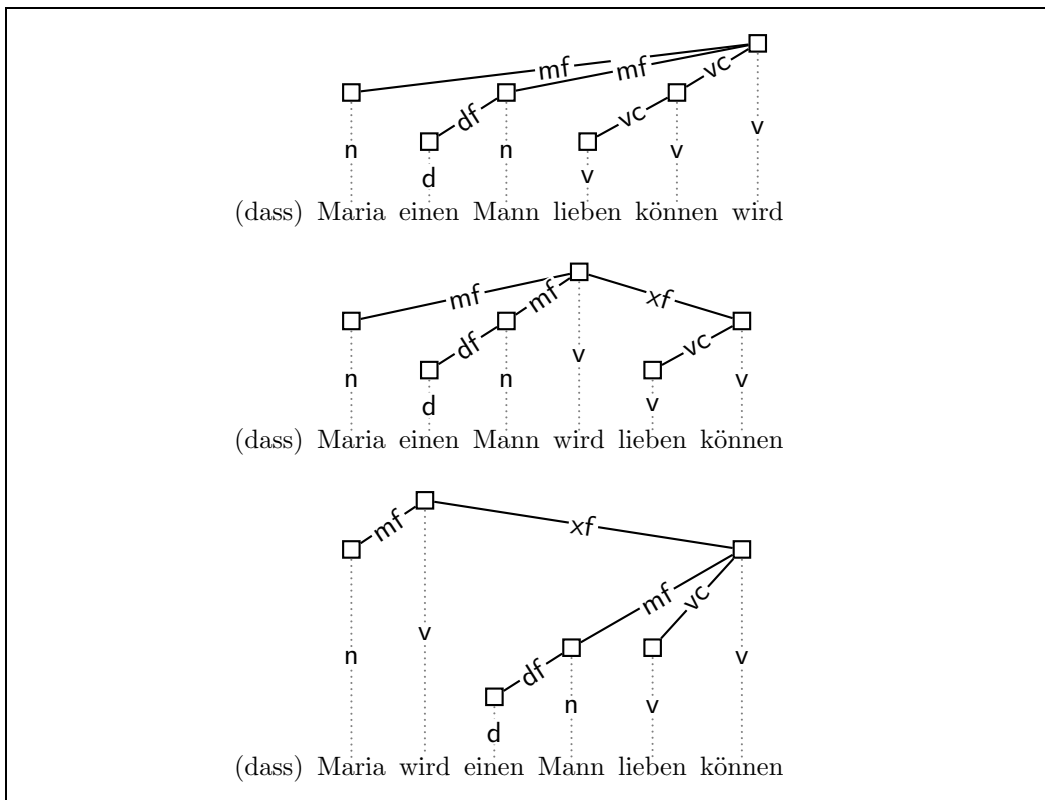 mf mf vc
df vc
n d n v v v
(dass) Maria einen Mann lieben können wird
mf mf xf
df vc
n d n v v v
(dass) Maria einen Mann wird lieben können
mf xf
mf vc
df
n v d n v v
(dass) Maria wird einen Mann lieben können